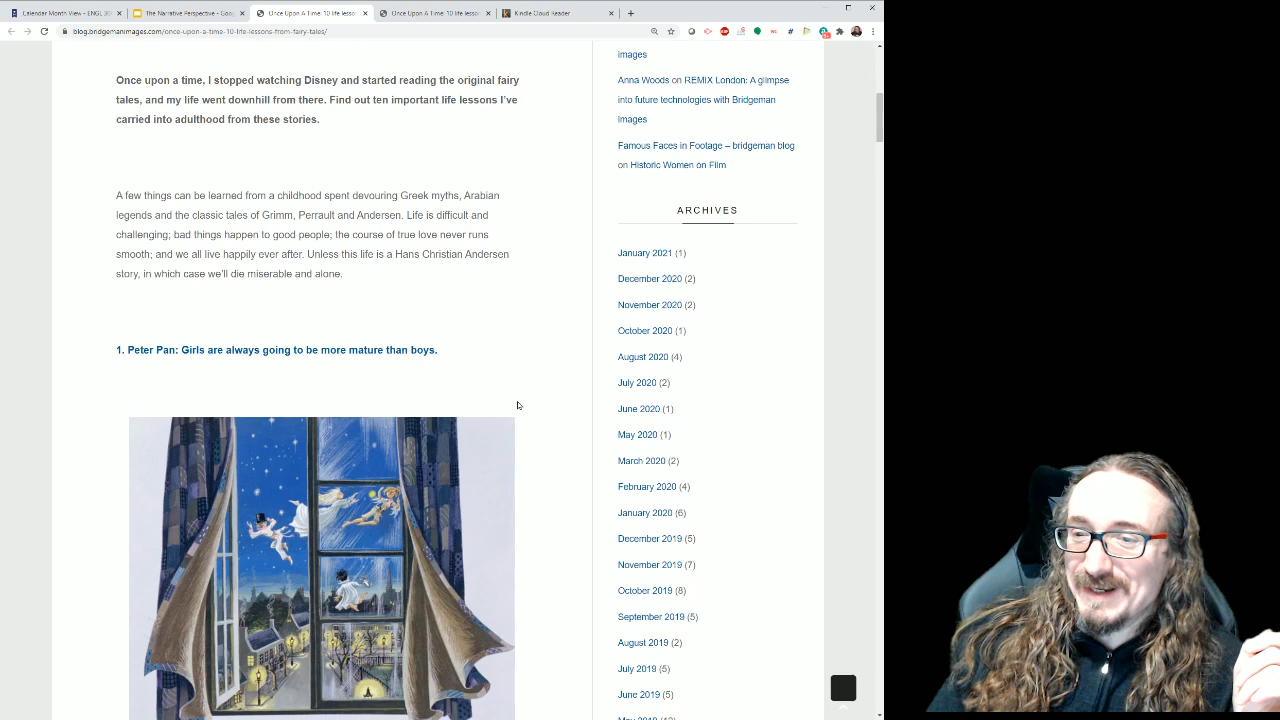 Calendar Month View – ENGL 30
The Narrative Perspective - Goo
Once Upon A Time: 10 life lesso
Once Upon A Time: 10 life lesso
Kindle Cloud Reader
blog.bridgemanimages.com/once-upon-a-time-10-life-lessons-from-fairy-tales/
Once upon a time, I stopped watching Disney and started reading the original fairy
tales, and my life went downhill from there. Find out ten important life lessons I've
carried into adulthood from these stories.
A few things can be learned from a childhood spent devouring Greek myths, Arabian
legends and the classic tales of Grimm, Perrault and Andersen. Life is difficult and
challenging; bad things happen to good people; the course of true love never runs
smooth; and we all live happily ever after. Unless this life is a Hans Christian Andersen
story, in which case we'll die miserable and alone.
1. Peter Pan: Girls are always going to be more mature than boys.
images
Anna Woods on REMIX London: A glimpse
into future technologies with Bridgeman
images
Famous Faces in Footage – bridgeman blog
on Historic Women on Film
ARCHIVES
January 2021 (1)
December 2020 (2)
November 2020 (2)
October 2020 (1)
August 2020 (4)
July 2020 (2)
June 2020 (1)
May 2020 (1)
March 2020 (2)
February 2020 (4)
January 2020 (6)
December 2019 (5)
November 2019 (7)
October 2019 (8)
September 2019 (5)
August 2019 (2)
July 2019 (5)
June 2019 (5)